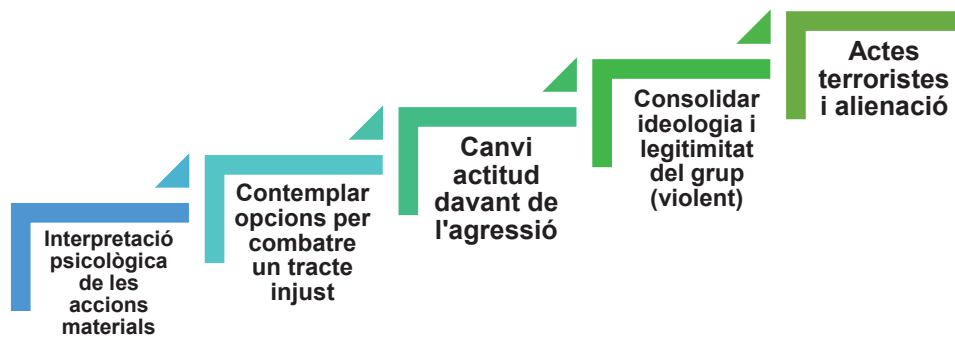 Interpretació
psicològica
de les
accions
materials
Contemplar
opcions per
combatre
un tracte
injust
Canvi
actitud
davant de
l'agressió
Consolidar
ideologia i
legitimitat
del grup
(violent)
Actes
terroristes
i alienació